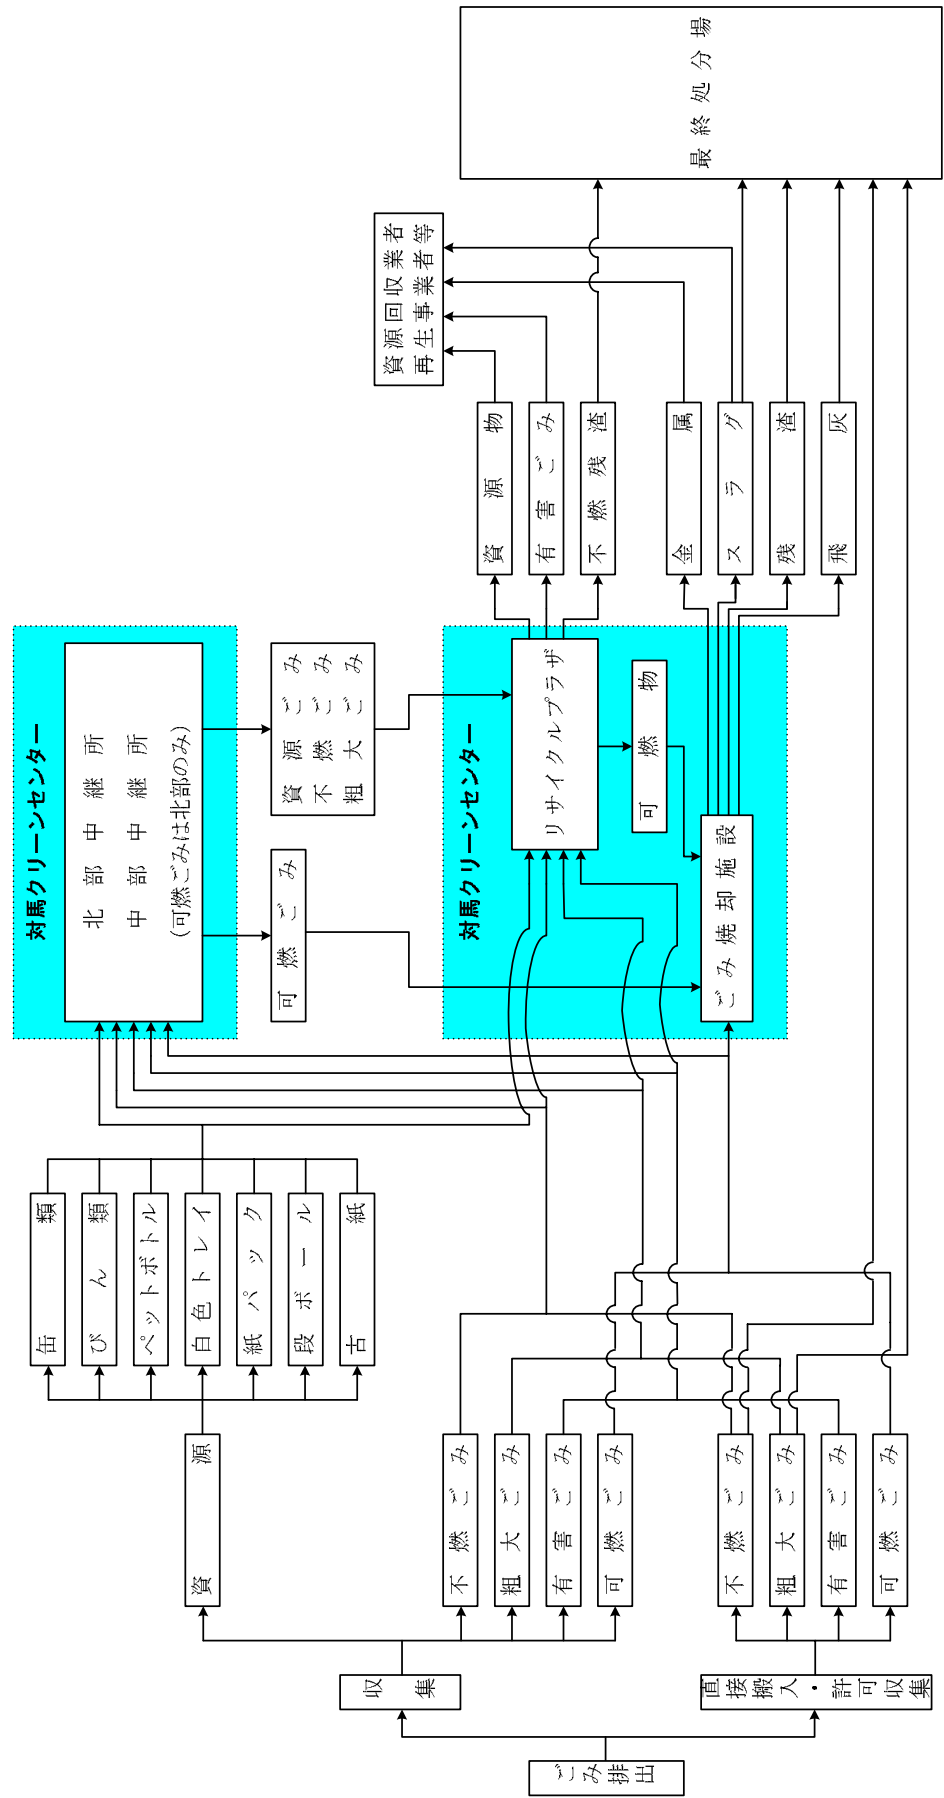 ごみ排出
収集
直接搬入・許可収集
資源
不燃ごみ
粗大ごみ
有害ごみ
可燃ごみ
不燃ごみ
粗大ごみ
有害ごみ
可燃ごみ
缶類
びん類
ペットボトル
白色トレイ
紙パック
段ボール
古紙
対馬クリーンセンター
北部中継所
中部中継所
(可燃ごみは北部のみ)
可燃ごみ
資源ごみ
不燃ごみ
粗大ごみ
対馬クリーンセンター
リサイクルプラザ
可燃物
ごみ焼却施設
資源物
有害ごみ
不燃残渣
金属
スラグ
残渣
飛灰
資源回収業者
再生事業者等
最終処分場